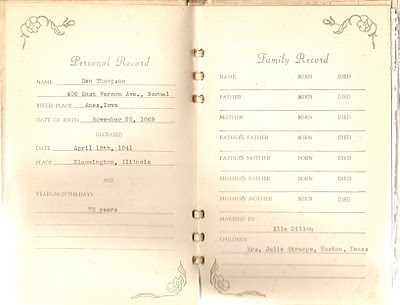 Personal Record
NAME Dan Thompson
408 East Vernon Ave., Normal
BIRTH PLACE Ames, Iowa
DATE OF BIRTH November 29, 1868
DECEASED
DATE April 18th, 1941
PLACE Bloomington, Illinois
AGE
YEARS-MONTHS-DAYS
73 years
Family Record
NAME BORN DIED
FATHER BORN DIED
MOTHER BORN DIED
FATHER'S FATHER BORN DIED
FATHER'S MOTHER BORN DIED
MOTHER'S FATHER BORN DIED
MOTHER'S MOTHER BORN DIED
MARRIED TO
Ella Dillon
CHILDREN
Mrs. Julie Strange, Huston, Texas